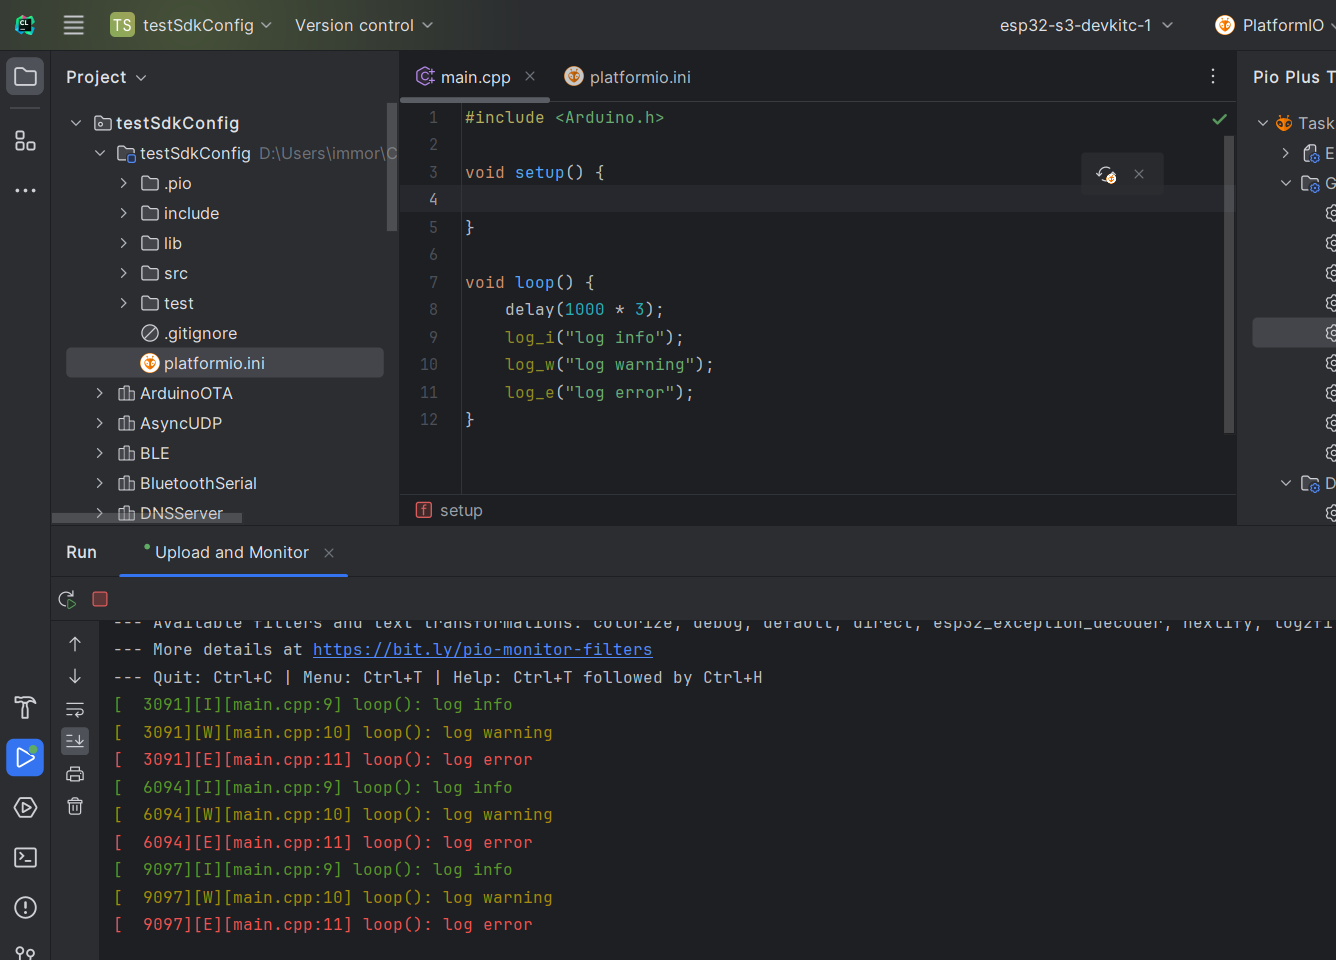 CL TS testSdkConfig Version control esp32-s3-devkitc-1 PlatformIO
Project
testSdkConfig
testSdkConfig D:\Users\immor\C
.pio
include
lib
src
test
.gitignore
platformio.ini
ArduinoOTA
AsyncUDP
BLE
BluetoothSerial
DNSServer
main.cpp platformio.ini
1 #include <Arduino.h>
2
3 void setup() {
4
5 }
6
7 void loop() {
8 delay(1000 * 3);
9 log_i("log info");
10 log_w("log warning");
11 log_e("log error");
12 }
f setup
Pio Plus T
Task
E
G
D
Run Upload and Monitor
--- Available filters and text transformations: colorize, debug, default, direct, esp32_exception_decoder, hexlify, log2fi
--- More details at https://bit.ly/pio-monitor-filters
--- Quit: Ctrl+C | Menu: Ctrl+T | Help: Ctrl+T followed by Ctrl+H
[  3091][I][main.cpp:9] loop(): log info
[  3091][W][main.cpp:10] loop(): log warning
[  3091][E][main.cpp:11] loop(): log error
[  6094][I][main.cpp:9] loop(): log info
[  6094][W][main.cpp:10] loop(): log warning
[  6094][E][main.cpp:11] loop(): log error
[  9097][I][main.cpp:9] loop(): log info
[  9097][W][main.cpp:10] loop(): log warning
[  9097][E][main.cpp:11] loop(): log error